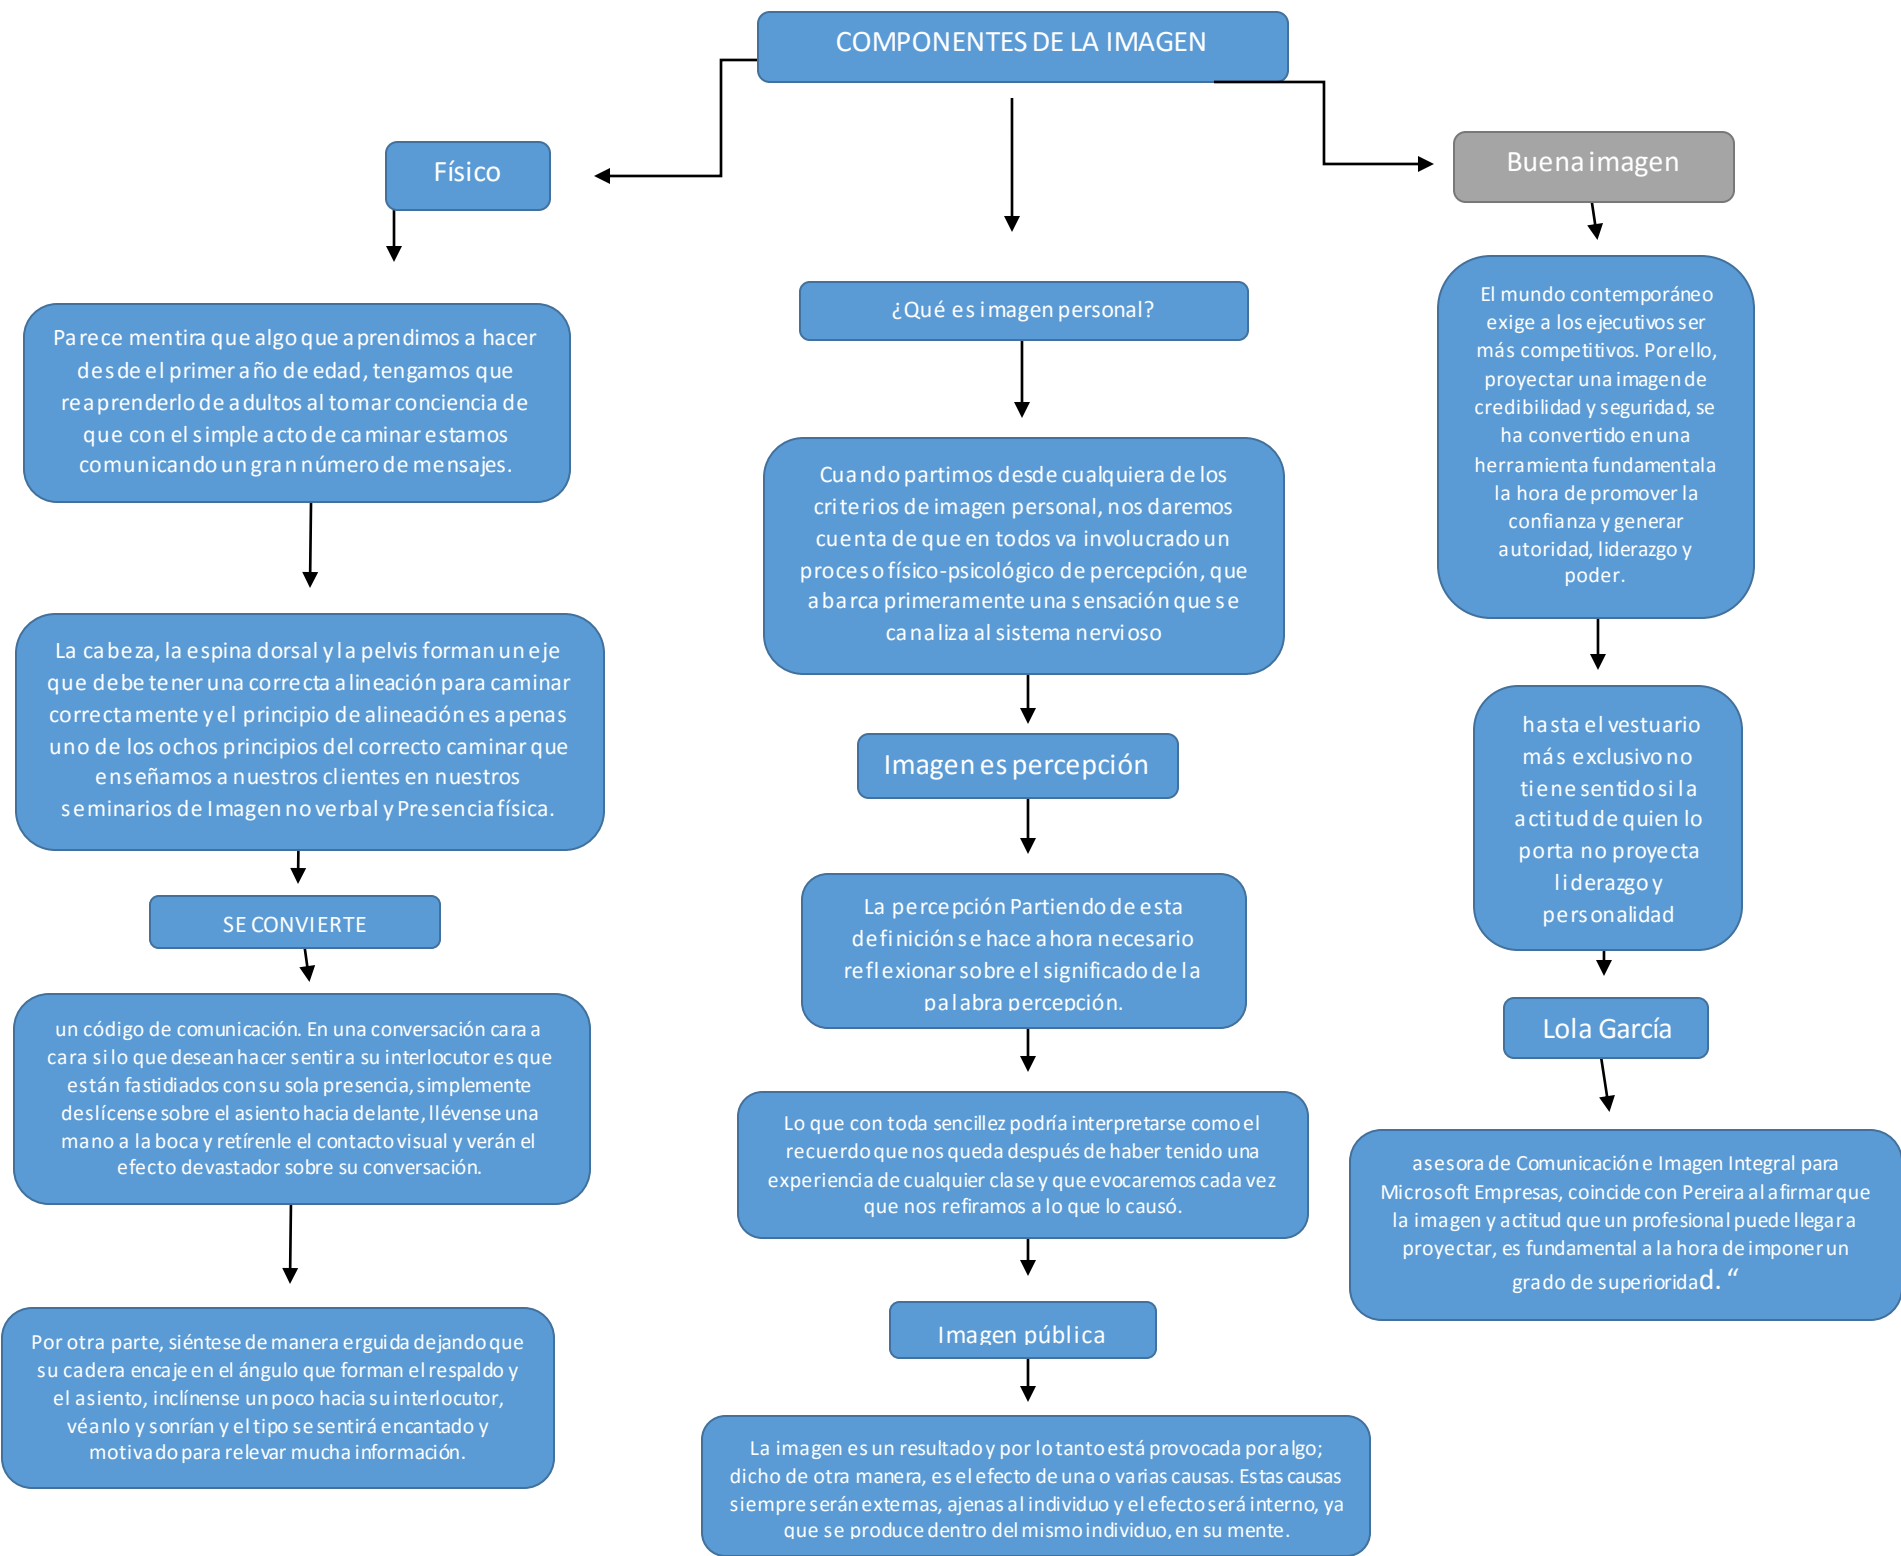 COMPONENTES DE LA IMAGEN
Físico
Parece mentira que algo que aprendimos a hacer
desde el primer año de edad, tengamos que
reaprenderlo de adultos al tomar conciencia de
que con el simple acto de caminar estamos
comunicando un gran número de mensajes.
La cabeza, la espina dorsal y la pelvis forman un eje
que debe tener una correcta alineación para caminar
correctamente y el principio de alineación es apenas
uno de los ochos principios del correcto caminar que
enseñamos a nuestros clientes en nuestros
seminarios de Imagen no verbal y Presencia física.
SE CONVIERTE
un código de comunicación. En una conversación cara a
cara si lo que desean hacer sentir a su interlocutor es que
están fastidiados con su sola presencia, simplemente
deslícense sobre el asiento hacia delante, llévense una
mano a la boca y retírenle el contacto visual y verán el
efecto devastador sobre su conversación.
Por otra parte, siéntese de manera erguida dejando que
su cadera encaje en el ángulo que forman el respaldo y
el asiento, inclínense un poco hacia su interlocutor,
véanlo y sonrían y el tipo se sentirá encantado y
motivado para relevar mucha información.
¿Qué es imagen personal?
Cuando partimos desde cualquiera de los
criterios de imagen personal, nos daremos
cuenta de que en todos va involucrado un
proceso físico-psicológico de percepción, que
abarca primeramente una sensación que se
canaliza al sistema nervioso
Imagen es percepción
La percepción Partiendo de esta
definición se hace ahora necesario
reflexionar sobre el significado de la
palabra percepción.
Lo que con toda sencillez podría interpretarse como el
recuerdo que nos queda después de haber tenido una
experiencia de cualquier clase y que evocaremos cada vez
que nos refiramos a lo que lo causó.
Imagen pública
La imagen es un resultado y por lo tanto está provocada por algo;
dicho de otra manera, es el efecto de una o varias causas. Estas causas
siempre serán externas, ajenas al individuo y el efecto será interno, ya
que se produce dentro del mismo individuo, en su mente.
Buena imagen
El mundo contemporáneo
exige a los ejecutivos ser
más competitivos. Por ello,
proyectar una imagen de
credibilidad y seguridad, se
ha convertido en una
herramienta fundamental a
la hora de promover la
confianza y generar
autoridad, liderazgo y
poder.
hasta el vestuario
más exclusivo no
tiene sentido si la
actitud de quien lo
porta no proyecta
liderazgo y
personalidad
Lola García
asesora de Comunicación e Imagen Integral para
Microsoft Empresas, coincide con Pereira al afirmar que
la imagen y actitud que un profesional puede llegar a
proyectar, es fundamental a la hora de imponer un
grado de superioridad. “